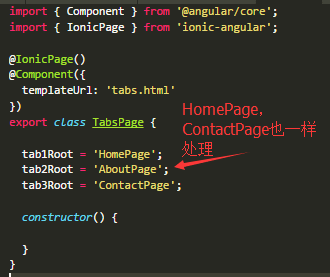 import { Component } from '@angular/core';
import { IonicPage } from 'ionic-angular';
@IonicPage()
@Component({
templateUrl: 'tabs.html'
})
export class TabsPage {
tab1Root = 'HomePage';
tab2Root = 'AboutPage';
tab3Root = 'ContactPage';
constructor() {
}
}
HomePage,
ContactPage也一样
处理